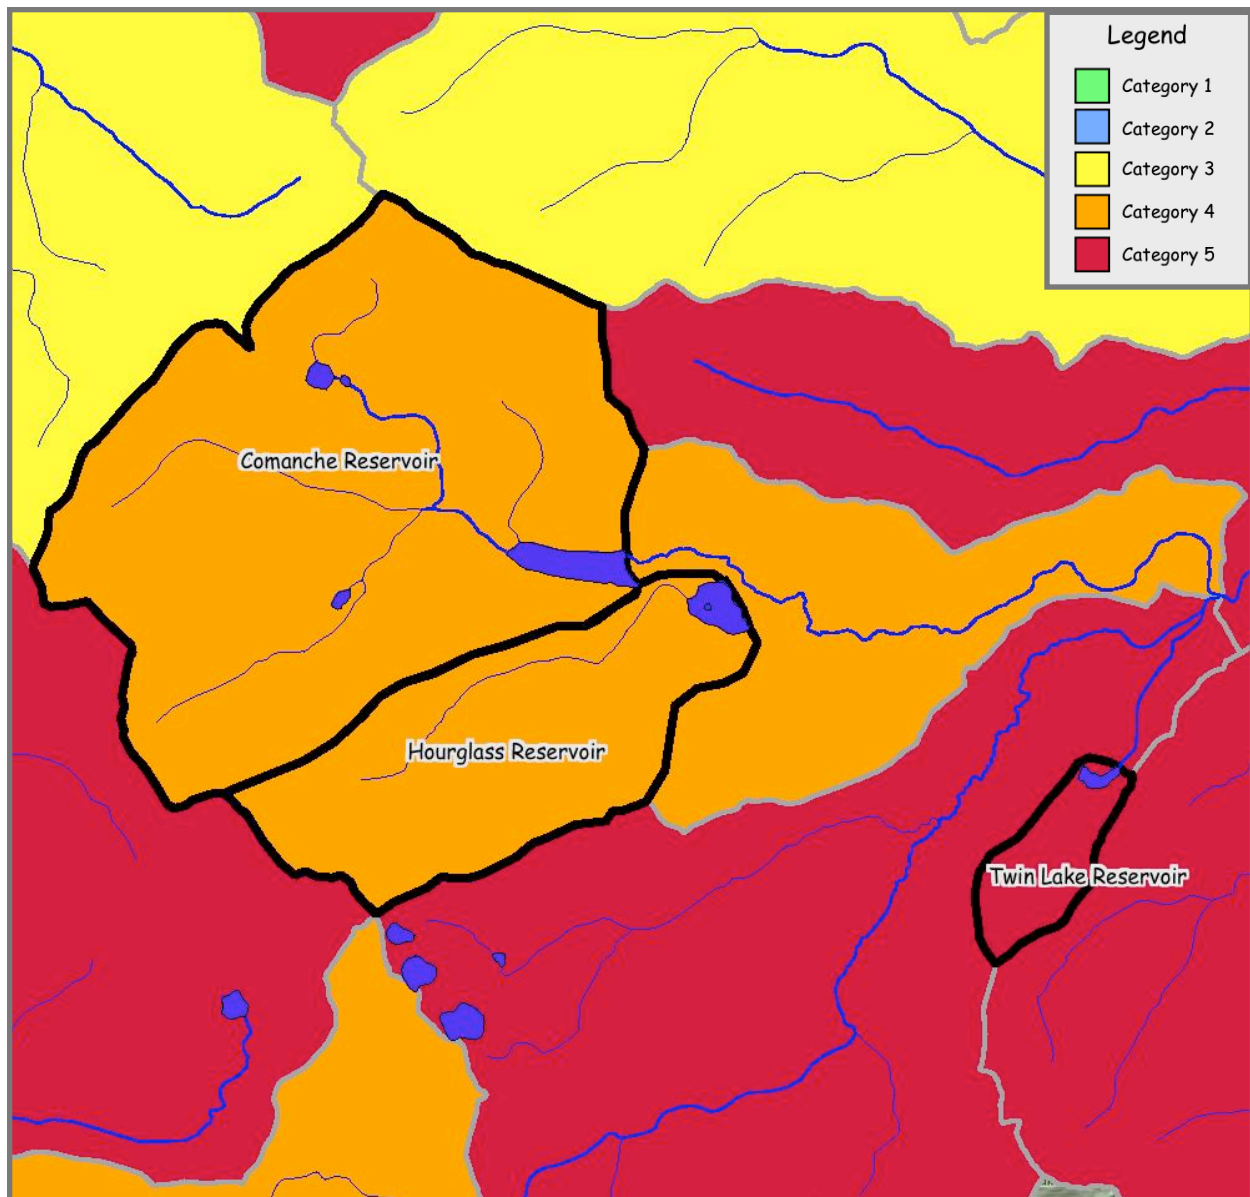 Legend
Category 1
Category 2
Category 3
Category 4
Category 5
Comanche Reservoir
Hourglass Reservoir
Twin Lake Reservoir